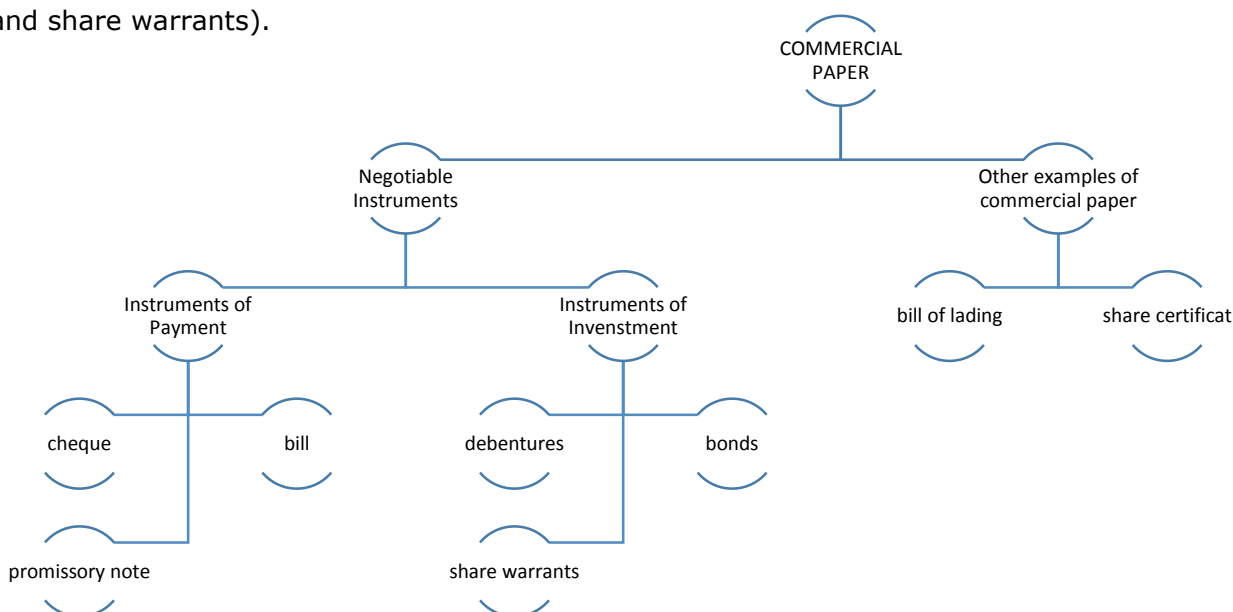 and share warrants).
COMMERCIAL
PAPER
Negotiable
Instruments
Other examples of
commercial paper
Instruments of
Payment
Instruments of
Invenstment
bill of lading
share certificat
cheque
bill
debentures
bonds
promissory note
share warrants